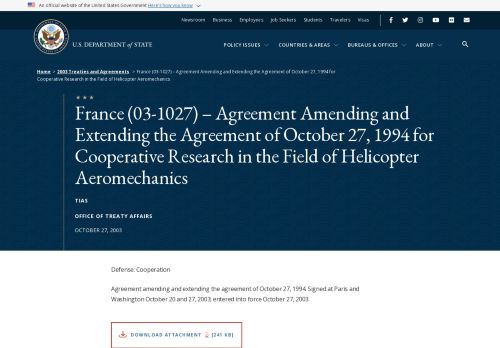 An official website of the United States Government Here's how you know
Newsroom Business Employers Job Seekers Students Travelers Visas
U.S. DEPARTMENT of STATE
POLICY ISSUES COUNTRIES & AREAS BUREAUS & OFFICES ABOUT
Home > 2003 Treaties and Agreements > France (03-1027) – Agreement Amending and Extending the Agreement of October 27, 1994 for
Cooperative Research in the Field of Helicopter Aeromechanics
France (03-1027) – Agreement Amending and
Extending the Agreement of October 27, 1994 for
Cooperative Research in the Field of Helicopter
Aeromechanics
TIAS
OFFICE OF TREATY AFFAIRS
OCTOBER 27, 2003
Defense: Cooperation
Agreement amending and extending the agreement of October 27, 1994. Signed at Paris and
Washington October 20 and 27, 2003; entered into force October 27, 2003.
DOWNLOAD ATTACHMENT [241 KB]